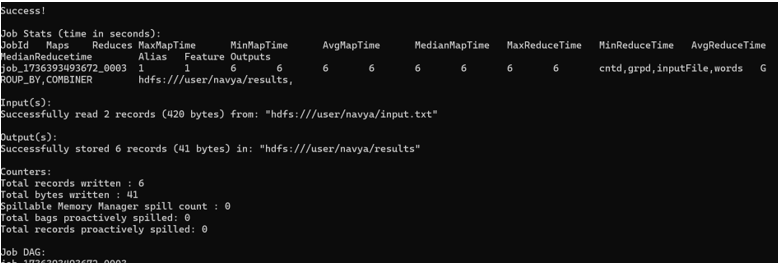 Success!
Job Stats (time in seconds):
JobId Maps Reduces MaxMapTime MinMapTime AvgMapTime MedianMapTime MaxReduceTime MinReduceTime AvgReduceTime
MedianReducetime Alias Feature Outputs
job_1736393493672_0003 1 1 6 6 6 6 6 6 6 6 cntd,grpd,inputFile,words G
ROUP_BY,COMBINER hdfs:///user/navya/results,
Input(s):
Successfully read 2 records (420 bytes) from: "hdfs:///user/navya/input.txt"
Output(s):
Successfully stored 6 records (41 bytes) in: "hdfs:///user/navya/results"
Counters:
Total records written : 6
Total bytes written : 41
Spillable Memory Manager spill count : 0
Total bags proactively spilled: 0
Total records proactively spilled: 0
Job DAG:
job_1736393493672_0003